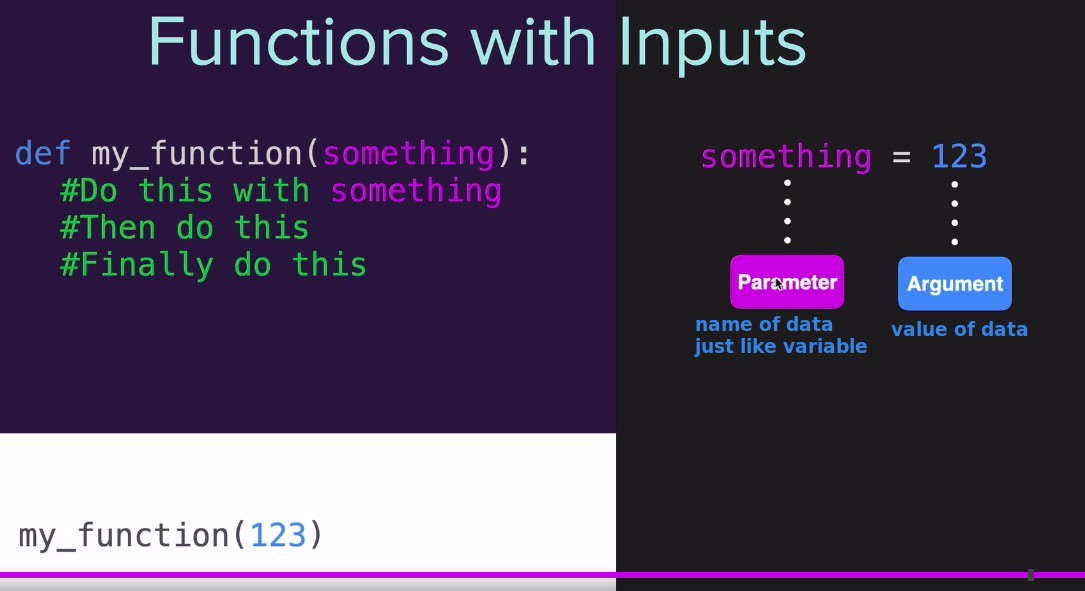 Functions with Inputs
def my_function(something):
#Do this with something
#Then do this
#Finally do this
something = 123
Parameter
Argument
name of data
just like variable
value of data
my_function(123)